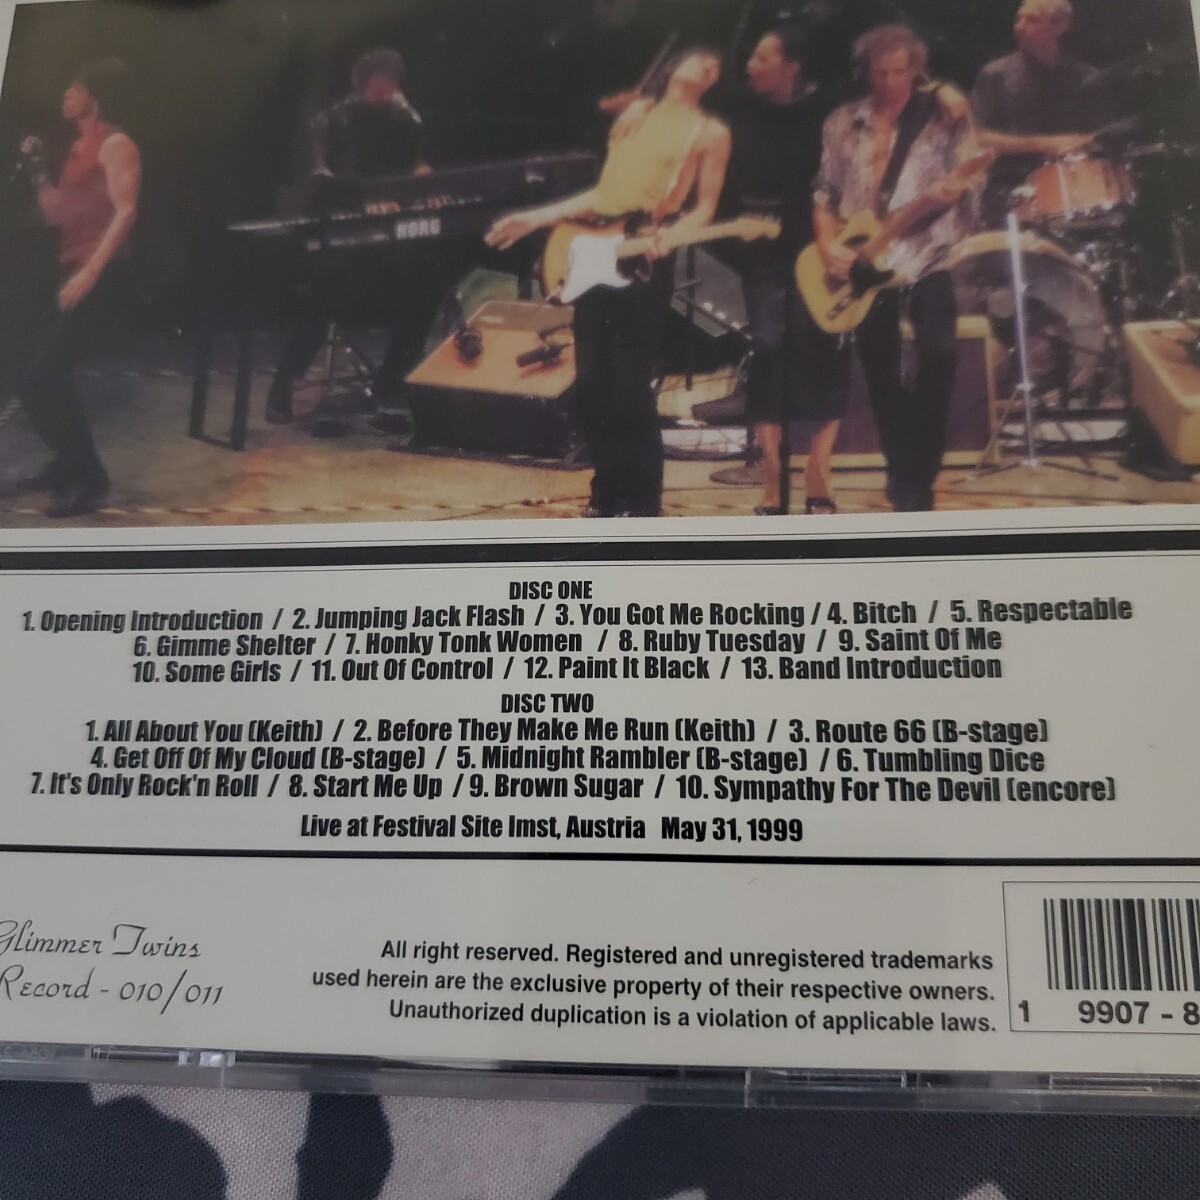 KORG
DISC ONE
1. Opening Introduction / 2. Jumping Jack Flash / 3. You Got Me Rocking / 4. Bitch / 5. Respectable
6. Gimme Shelter / 7. Honky Tonk Women / 8. Ruby Tuesday / 9. Saint Of Me
10. Some Girls / 11. Out Of Control / 12. Paint It Black / 13. Band Introduction
DISC TWO
1. All About You (Keith) / 2. Before They Make Me Run (Keith) / 3. Route 66 (B-stage)
4. Get Off Of My Cloud (B-stage) / 5. Midnight Rambler (B-stage) / 6. Tumbling Dice
7. It's Only Rock'n Roll / 8. Start Me Up / 9. Brown Sugar / 10. Sympathy For The Devil (encore)
Live at Festival Site Imst, Austria May 31, 1999
Glimmer Twins
Record - 010/011
All right reserved. Registered and unregistered trademarks
used herein are the exclusive property of their respective owners.
Unauthorized duplication is a violation of applicable laws.
1 9907 - 8